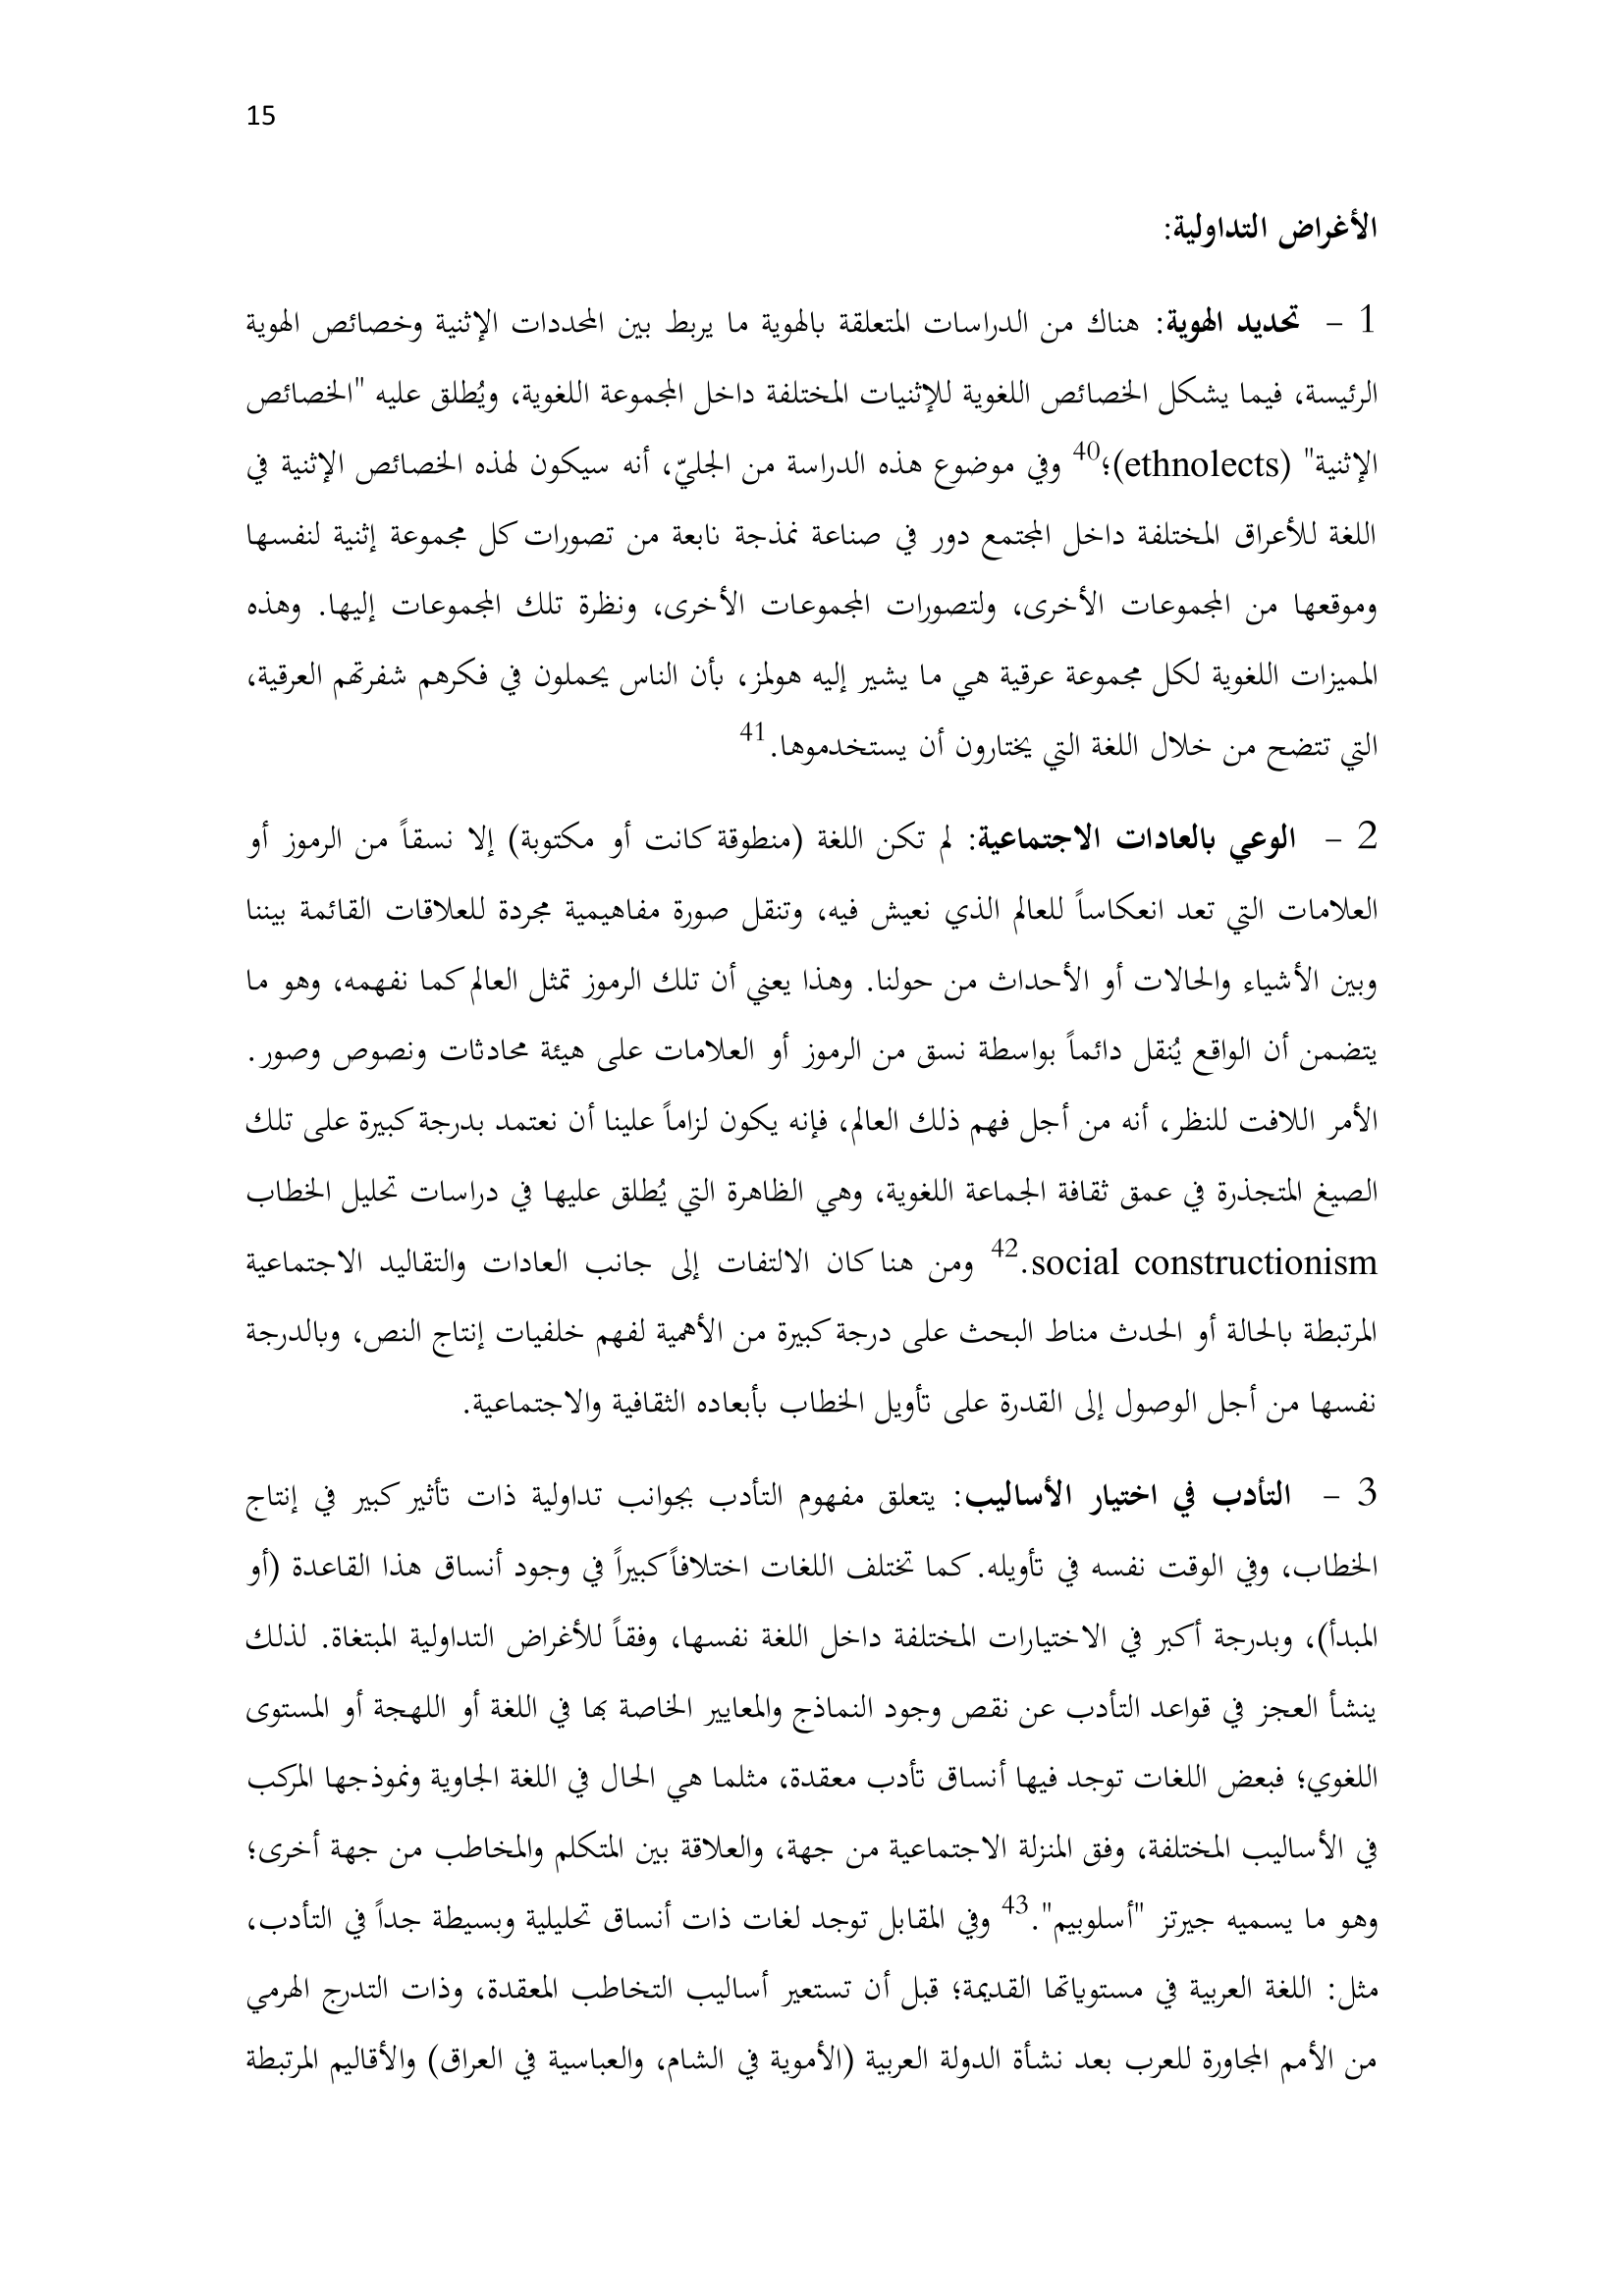 15
الأغراض التداولية:
1 – تحديد الهوية: هناك من الدراسات المتعلقة بالهوية ما يربط بين المحددات الإثنية وخصائص الهوية
الرئيسة، فيما يشكل الخصائص اللغوية للإثنيات المختلفة داخل المجموعة اللغوية، ويُطلق عليه "الخصائص
الإثنية" (ethnolects)؛40 وفي موضوع هذه الدراسة من الجليّ، أنه سيكون لهذه الخصائص الإثنية في
اللغة للأعراق المختلفة داخل المجتمع دور في صناعة نمذجة نابعة من تصورات كل مجموعة إثنية لنفسها
وموقعها من المجموعات الأخرى، ولتصورات المجموعات الأخرى، ونظرة تلك المجموعات إليها. وهذه
المميزات اللغوية لكل مجموعة عرقية هي ما يشير إليه هولمز، بأن الناس يحملون في فكرهم شفرتهم العرقية،
التي تتضح من خلال اللغة التي يختارون أن يستخدموها.41
2 – الوعي بالعادات الاجتماعية: لم تكن اللغة (منطوقة كانت أو مكتوبة) إلا نسقاً من الرموز أو
العلامات التي تعد انعكاساً للعالم الذي نعيش فيه، وتنقل صورة مفاهيمية مجردة للعلاقات القائمة بيننا
وبين الأشياء والحالات أو الأحداث من حولنا. وهذا يعني أن تلك الرموز تمثل العالم كما نفهمه، وهو ما
يتضمن أن الواقع يُنقل دائماً بواسطة نسق من الرموز أو العلامات على هيئة محادثات ونصوص وصور.
الأمر اللافت للنظر، أنه من أجل فهم ذلك العالم، فإنه يكون لزاماً علينا أن نعتمد بدرجة كبيرة على تلك
الصيغ المتجذرة في عمق ثقافة الجماعة اللغوية، وهي الظاهرة التي يُطلق عليها في دراسات تحليل الخطاب
social constructionism.42 ومن هنا كان الالتفات إلى جانب العادات والتقاليد الاجتماعية
المرتبطة بالحالة أو الحدث مناط البحث على درجة كبيرة من الأهمية لفهم خلفيات إنتاج النص، وبالدرجة
نفسها من أجل الوصول إلى القدرة على تأويل الخطاب بأبعاده الثقافية والاجتماعية.
3 – التأدب في اختيار الأساليب: يتعلق مفهوم التأدب بجوانب تداولية ذات تأثير كبير في إنتاج
الخطاب، وفي الوقت نفسه في تأويله. كما تختلف اللغات اختلافاً كبيراً في وجود أنساق هذا القاعدة (أو
المبدأ)، وبدرجة أكبر في الاختيارات المختلفة داخل اللغة نفسها، وفقاً للأغراض التداولية المبتغاة. لذلك
ينشأ العجز في قواعد التأدب عن نقص وجود النماذج والمعايير الخاصة بها في اللغة أو اللهجة أو المستوى
اللغوي؛ فبعض اللغات توجد فيها أنساق تأدب معقدة، مثلما هي الحال في اللغة الجاوية ونموذجها المركب
في الأساليب المختلفة، وفق المنزلة الاجتماعية من جهة، والعلاقة بين المتكلم والمخاطب من جهة أخرى؛
وهو ما يسميه جيرتز "أسلوبيم".43 وفي المقابل توجد لغات ذات أنساق تحليلية وبسيطة جداً في التأدب،
مثل: اللغة العربية في مستوياتها القديمة؛ قبل أن تستعير أساليب التخاطب المعقدة، وذات التدرج الهرمي
من الأمم المجاورة للعرب بعد نشأة الدولة العربية (الأموية في الشام، والعباسية في العراق) والأقاليم المرتبطة